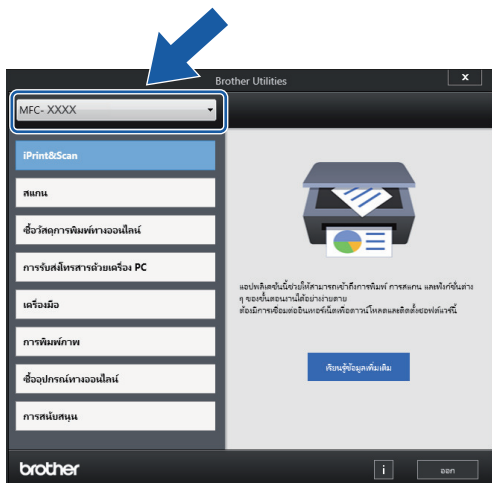 Brother Utilities
X
MFC- XXXX
iPrint&Scan
สแกน
ซื้อวัสดุการพิมพ์ทางออนไลน์
การรับส่งโทรสารด้วยเครื่อง PC
เครื่องมือ
การพิมพ์ภาพ
ซื้ออุปกรณ์ทางออนไลน์
การสนับสนุน
แอปพลิเคชันนี้ช่วยให้สามารถเข้าถึงการพิมพ์ การสแกน และฟังก์ชั่นต่าง
ๆ ของขั้นตอนงานได้อย่างง่ายดาย
ต้องมีการเชื่อมต่ออินเทอร์เน็ตเพื่อดาวน์โหลดและติดตั้งซอฟต์แวร์นี้
เรียนรู้ข้อมูลเพิ่มเติม
brother
i
ออก